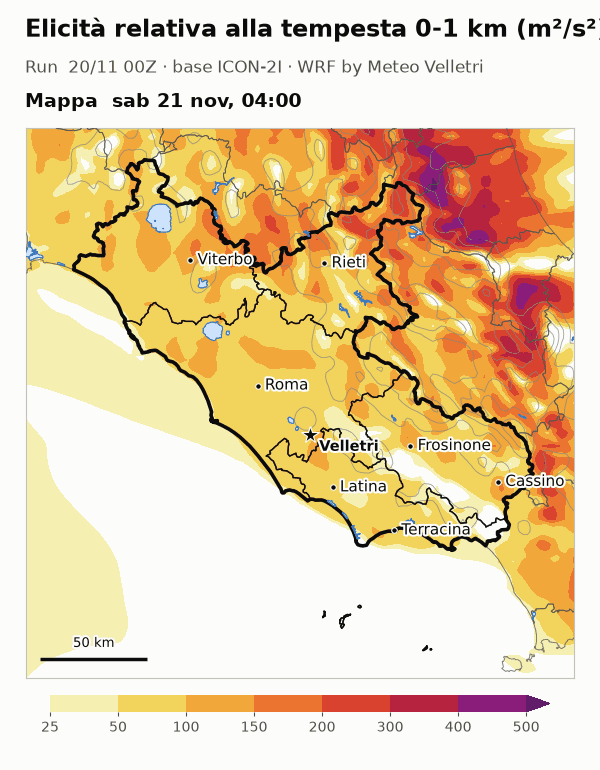 Elicità relativa alla tempesta 0-1 km (m²/s²)
Run 20/11 00Z · base ICON-2I · WRF by Meteo Velletri
Mappa sab 21 nov, 04:00
Viterbo
Rieti
Roma
Velletri
Frosinone
Latina
Cassino
Terracina
50 km
25 50 100 150 200 300 400 500